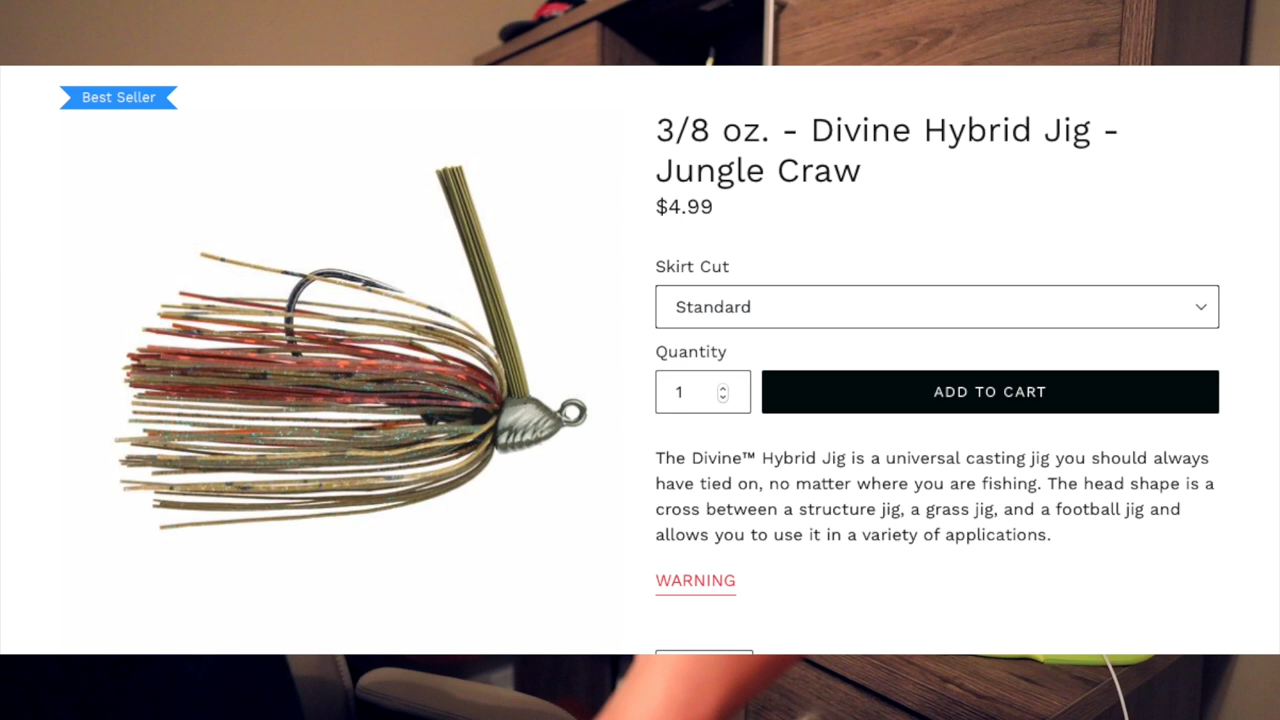 Best Seller
3/8 oz. - Divine Hybrid Jig -
Jungle Craw
$4.99
Skirt Cut
Standard
Quantity
1
ADD TO CART
The Divine™ Hybrid Jig is a universal casting jig you should always
have tied on, no matter where you are fishing. The head shape is a
cross between a structure jig, a grass jig, and a football jig and
allows you to use it in a variety of applications.
WARNING